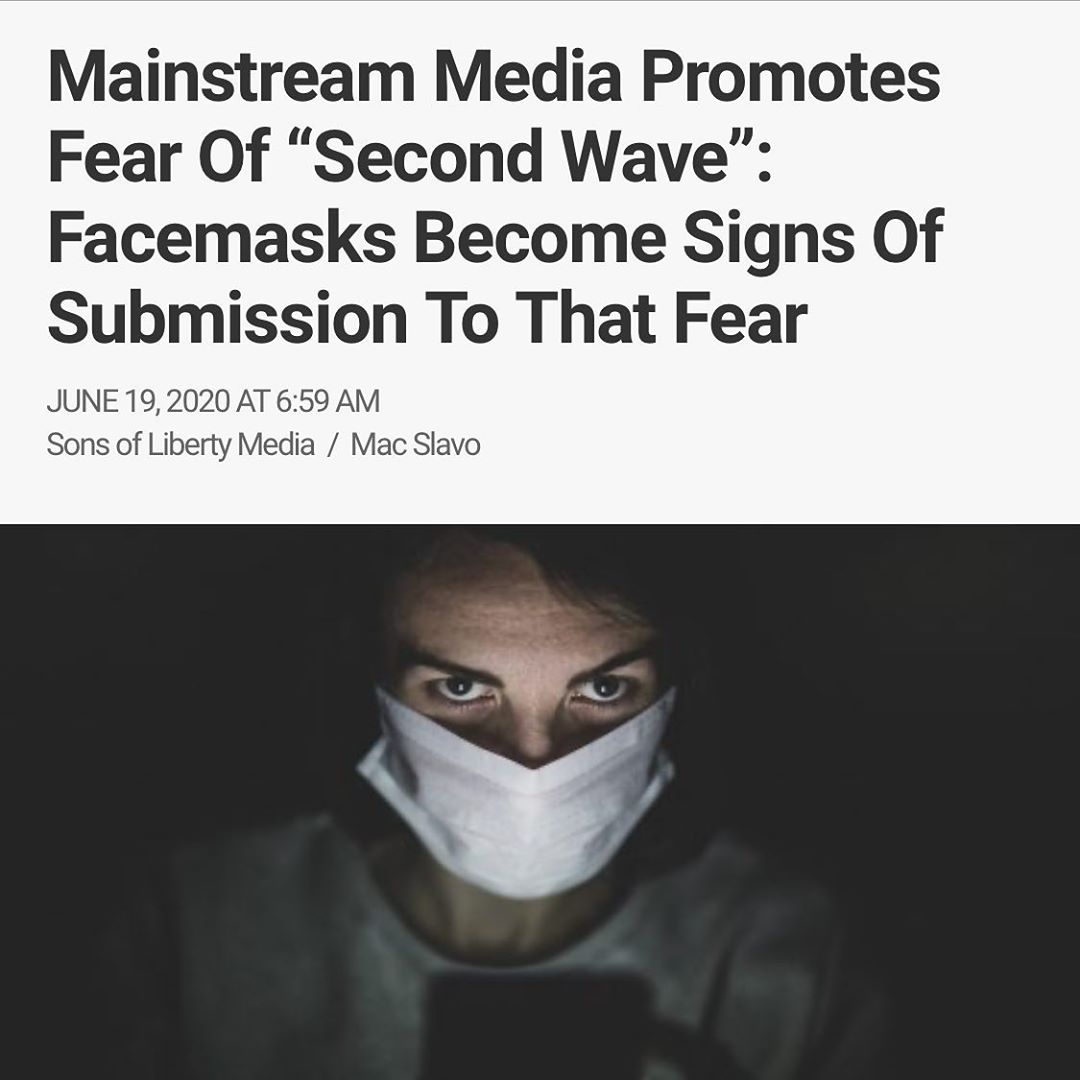 Mainstream Media Promotes
Fear Of “Second Wave”:
Facemasks Become Signs Of
Submission To That Fear
JUNE 19, 2020 AT 6:59 AM
Sons of Liberty Media / Mac Slavo